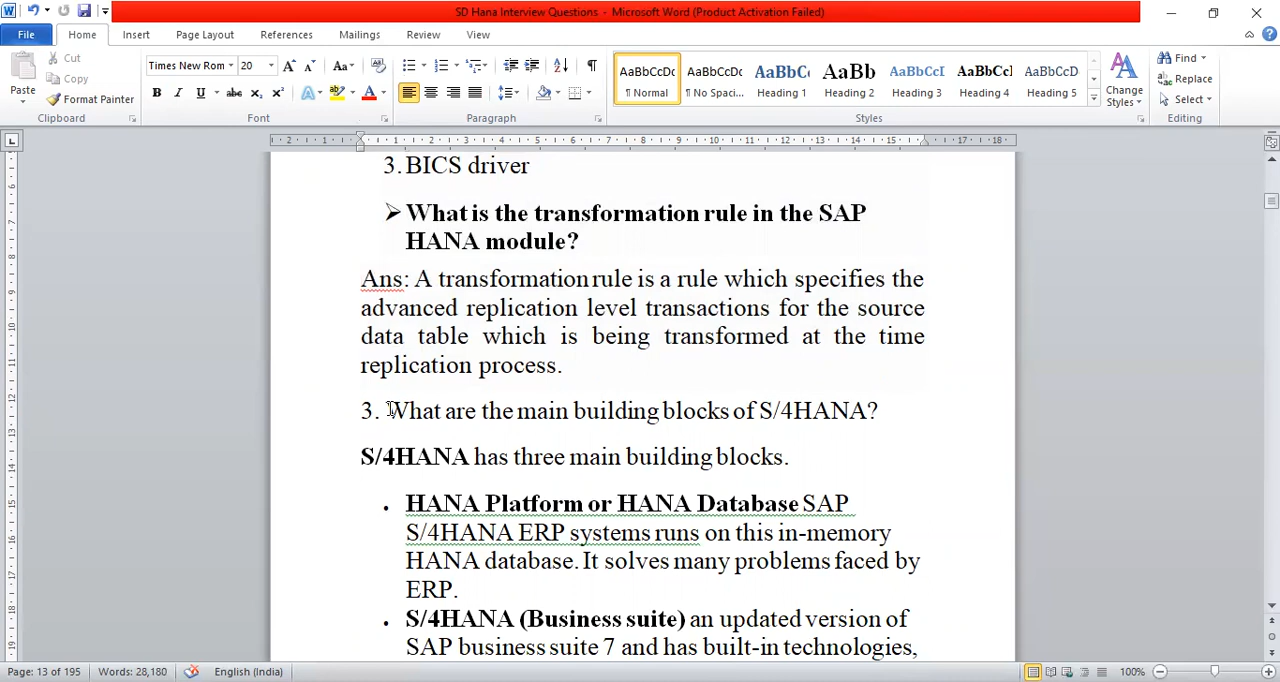 SD Hana Interview Questions - Microsoft Word (Product Activation Failed)
File Home Insert Page Layout References Mailings Review View
Paste
Cut
Copy
Format Painter
Clipboard
Times New Rom 20
Font
Paragraph
AaBbCcDc ¶ Normal
AaBbCcDc ¶ No Spaci...
AaBbCc Heading 1
AaBb Heading 2
AaBbCcI Heading 3
AaBbCcI Heading 4
AaBbCcD Heading 5
Change Styles
Styles
Find
Replace
Select
Editing
3. BICS driver
➢ What is the transformation rule in the SAP
HANA module?
Ans: A transformation rule is a rule which specifies the
advanced replication level transactions for the source
data table which is being transformed at the time
replication process.
3. What are the main building blocks of S/4HANA?
S/4HANA has three main building blocks.
• HANA Platform or HANA Database SAP
S/4HANA ERP systems runs on this in-memory
HANA database. It solves many problems faced by
ERP.
• S/4HANA (Business suite) an updated version of
SAP business suite 7 and has built-in technologies,
Page: 13 of 195 Words: 28,180 English (India) 100%